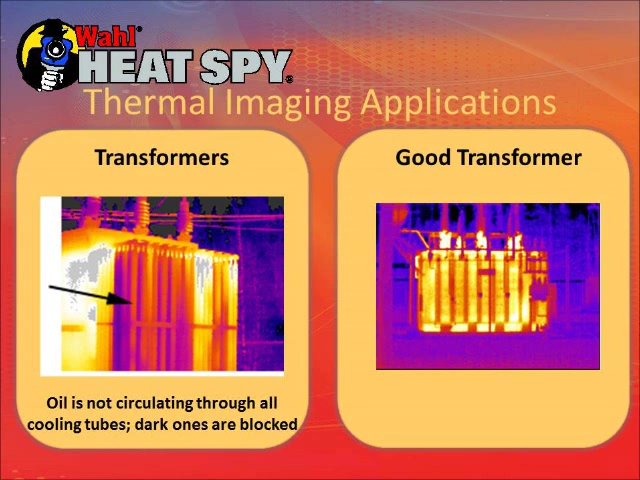 Wahl®
HEAT SPY®
Thermal Imaging Applications
Transformers
Good Transformer
Oil is not circulating through all
cooling tubes; dark ones are blocked